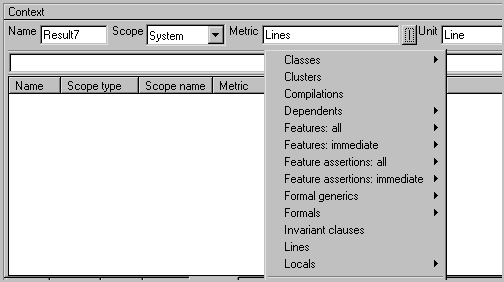 Context
Name Result7 Scope System Metric Lines Unit Line
Name Scope type Scope name Metric
Classes
Clusters
Compilations
Dependents
Features: all
Features: immediate
Feature assertions: all
Feature assertions: immediate
Formal generics
Formals
Invariant clauses
Lines
Locals